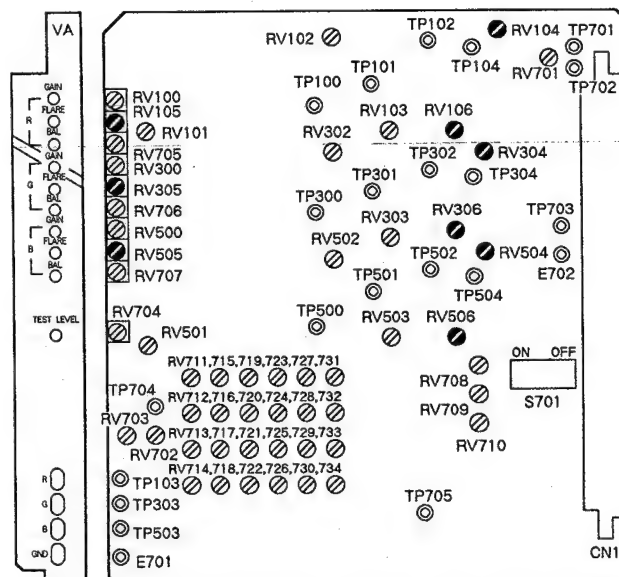 VA
GAIN
FLARE
R
BAL
GAIN
FLARE
G
BAL
GAIN
FLARE
B
BAL
TEST LEVEL
R
G
B
GND
RV102
TP102
RV104
TP701
TP104
RV701
TP702
TP101
TP100
RV100
RV105
RV101
RV103
RV106
RV302
RV705
RV300
TP302
RV304
TP301
TP304
RV305
TP300
RV706
RV303
RV306
TP703
RV500
RV502
RV505
TP502
RV504
E702
RV707
TP501
TP504
RV704
RV501
TP500
RV503
RV506
ON OFF
S701
RV711,715,719,723,727,731
RV708
TP704
RV712,716,720,724,728,732
RV709
RV703
RV702
RV713,717,721,725,729,733
RV710
RV714,718,722,726,730,734
TP103
TP303
TP503
TP705
E701
CN1